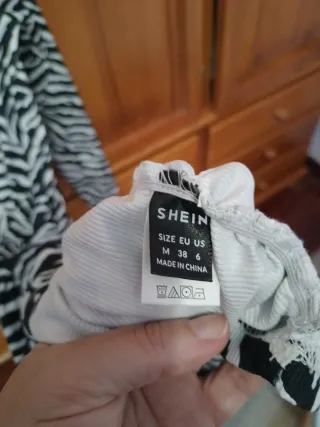 SHEIN
SIZE EU US
M 38 6
MADE IN CHINA